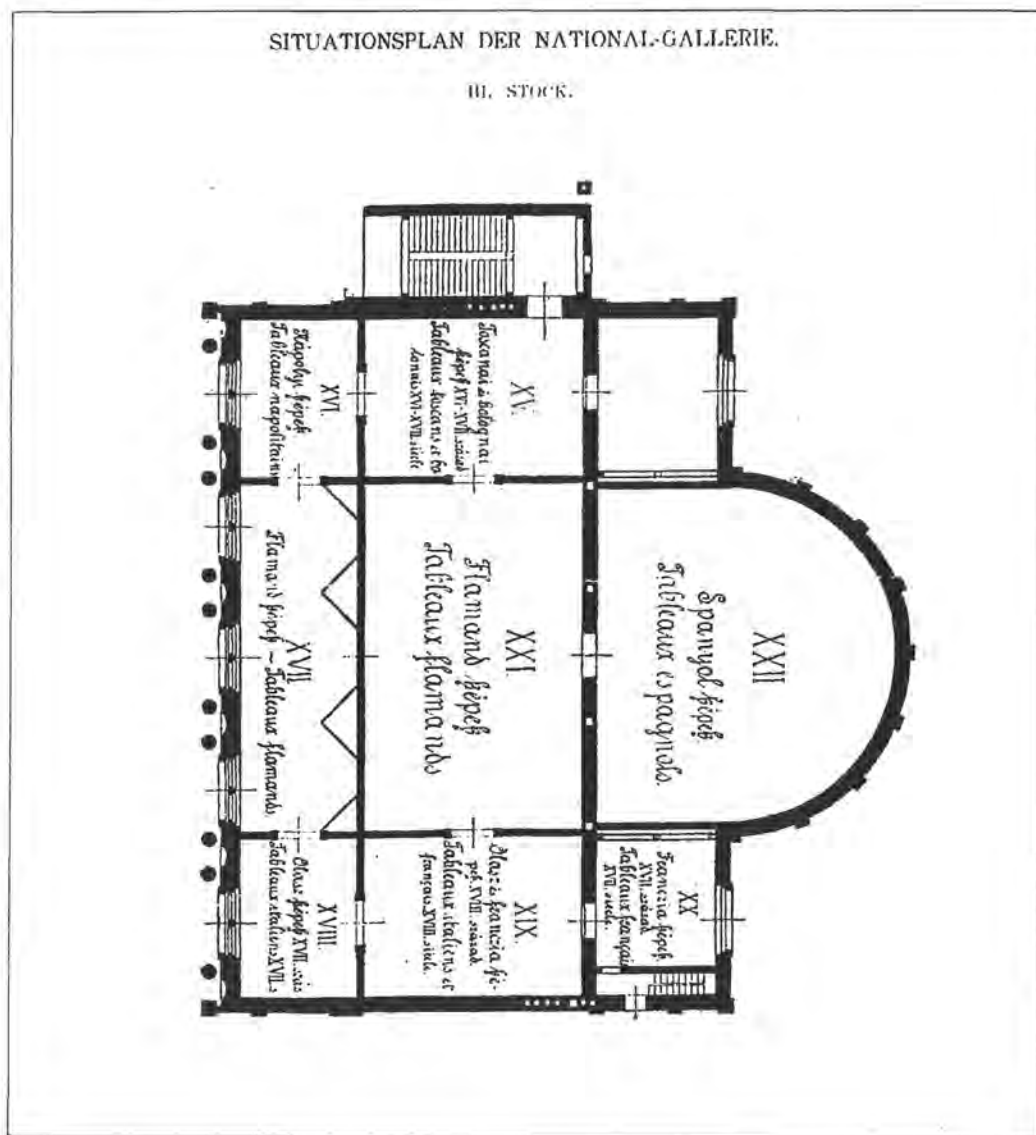 SITUATIONSPLAN DER NATIONAL-GALLERIE.
III. STOCK.
XVI.
Nápolyi képek
Tableaux napolitains
XV.
Toscanai és bolognai
képek XVI-XVII. század
Tableaux toscans et bo
lonais XVI-XVII. siècle
XVII
Flamand képek – Tableaux flamands
XXI
Flamand képek
Tableaux flamands
XXII
Spanyol képek
Tableaux espagnols.
XVIII.
Olasz képek XVII. szás
Tableaux italiens XVII. s
XIX.
Olasz és franczia ké-
pek XVIII. század
Tableaux italiens et
français XVIII. siècle.
XX
Franczia képek
XVII. század
Tableaux français
XVII. siècle.